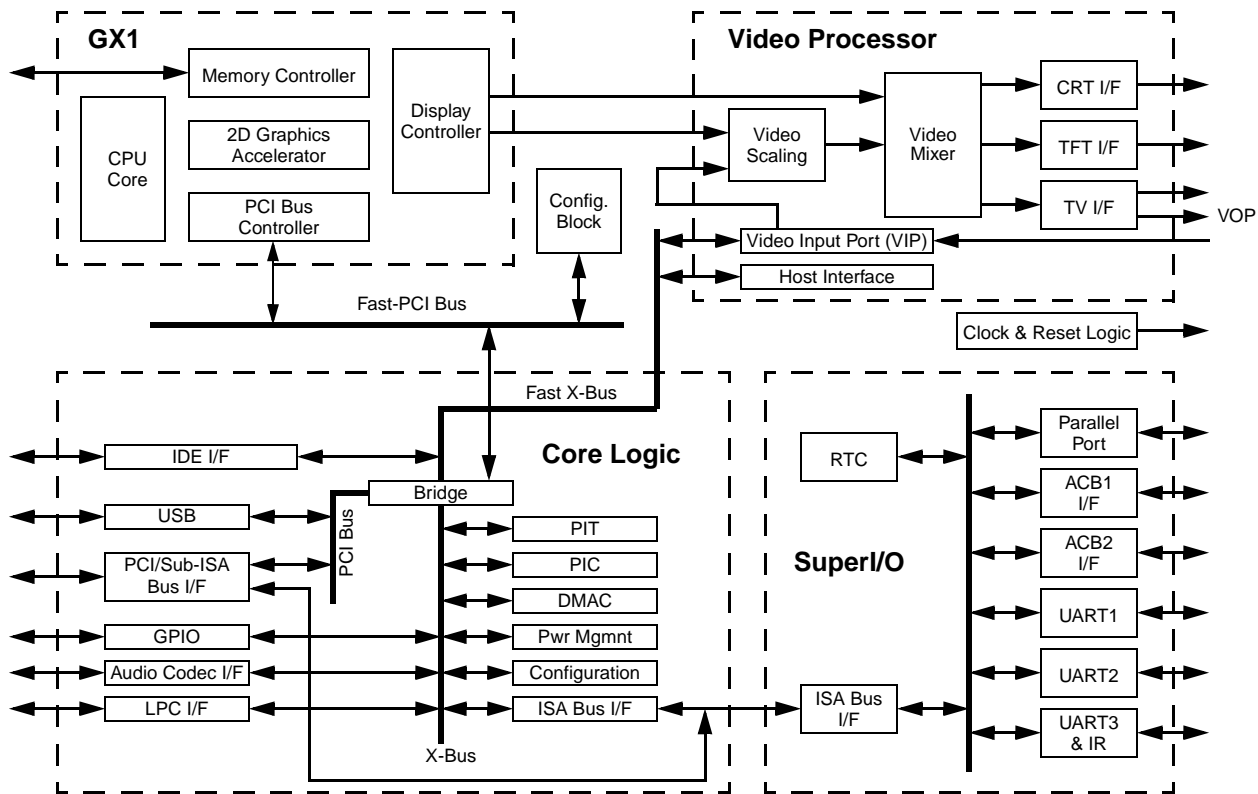 GX1
Memory Controller
CPU
Core
2D Graphics
Accelerator
PCI Bus
Controller
Display
Controller
Config.
Block
Fast-PCI Bus
Video Processor
Video
Scaling
Video
Mixer
CRT I/F
TFT I/F
TV I/F
VOP
Video Input Port (VIP)
Host Interface
Clock & Reset Logic
Fast X-Bus
Core Logic
IDE I/F
Bridge
USB
PCI Bus
PCI/Sub-ISA
Bus I/F
GPIO
Audio Codec I/F
LPC I/F
PIT
PIC
DMAC
Pwr Mgmnt
Configuration
ISA Bus I/F
X-Bus
SuperI/O
RTC
ISA Bus
I/F
Parallel
Port
ACB1
I/F
ACB2
I/F
UART1
UART2
UART3
& IR